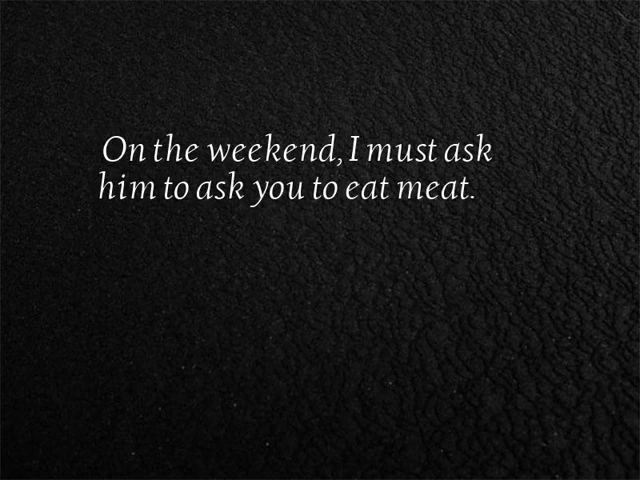 On the weekend, I must ask
him to ask you to eat meat.